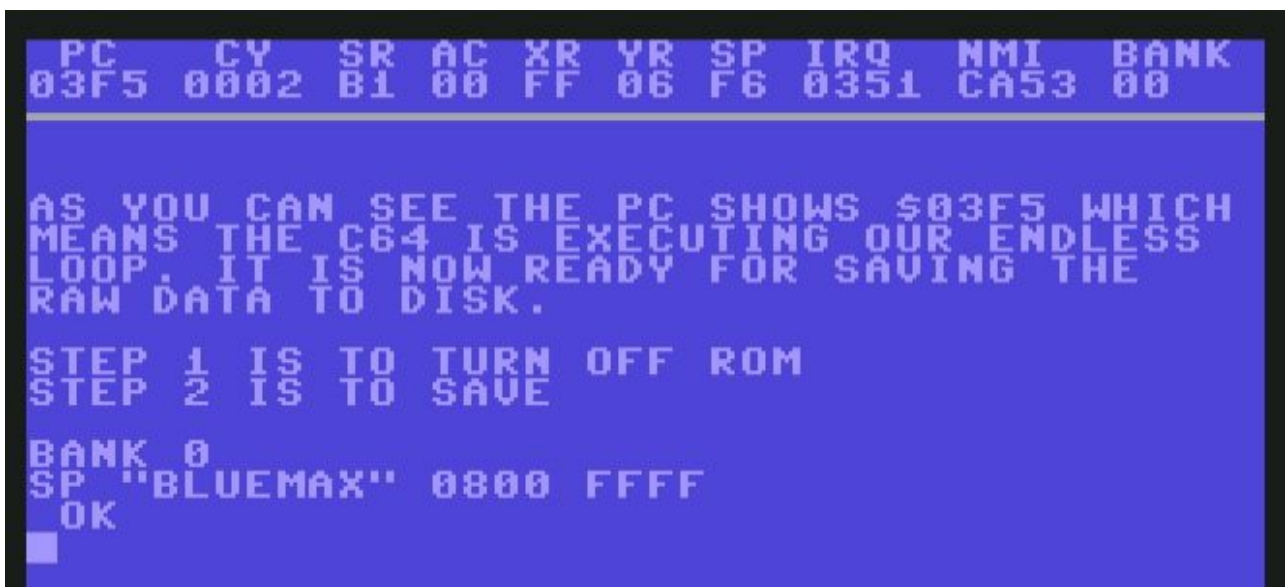 PC CY SR AC XR YR SP IRQ NMI BANK
03F5 0002 B1 00 FF 06 F6 0351 CA53 00
AS YOU CAN SEE THE PC SHOWS $03F5 WHICH
MEANS THE C64 IS EXECUTING OUR ENDLESS
LOOP. IT IS NOW READY FOR SAVING THE
RAW DATA TO DISK.
STEP 1 IS TO TURN OFF ROM
STEP 2 IS TO SAVE
BANK 0
SP "BLUEMAX" 0800 FFFF
OK